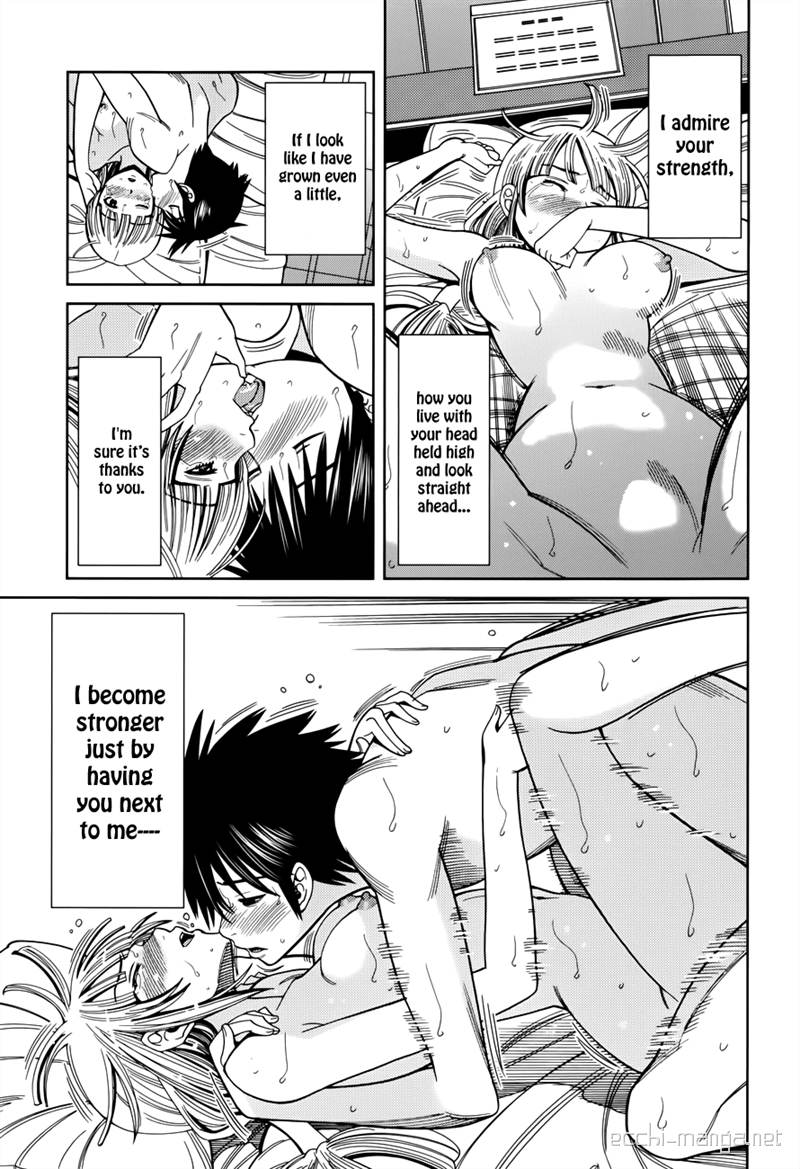 I admire
your
strength,
how you
live with
your head
held high
and look
straight
ahead...
If I look
like I have
grown even
a little,
I'm
sure it's
thanks
to you.
I become
stronger
just by
having
you next
to me----
ecchi-manga.net